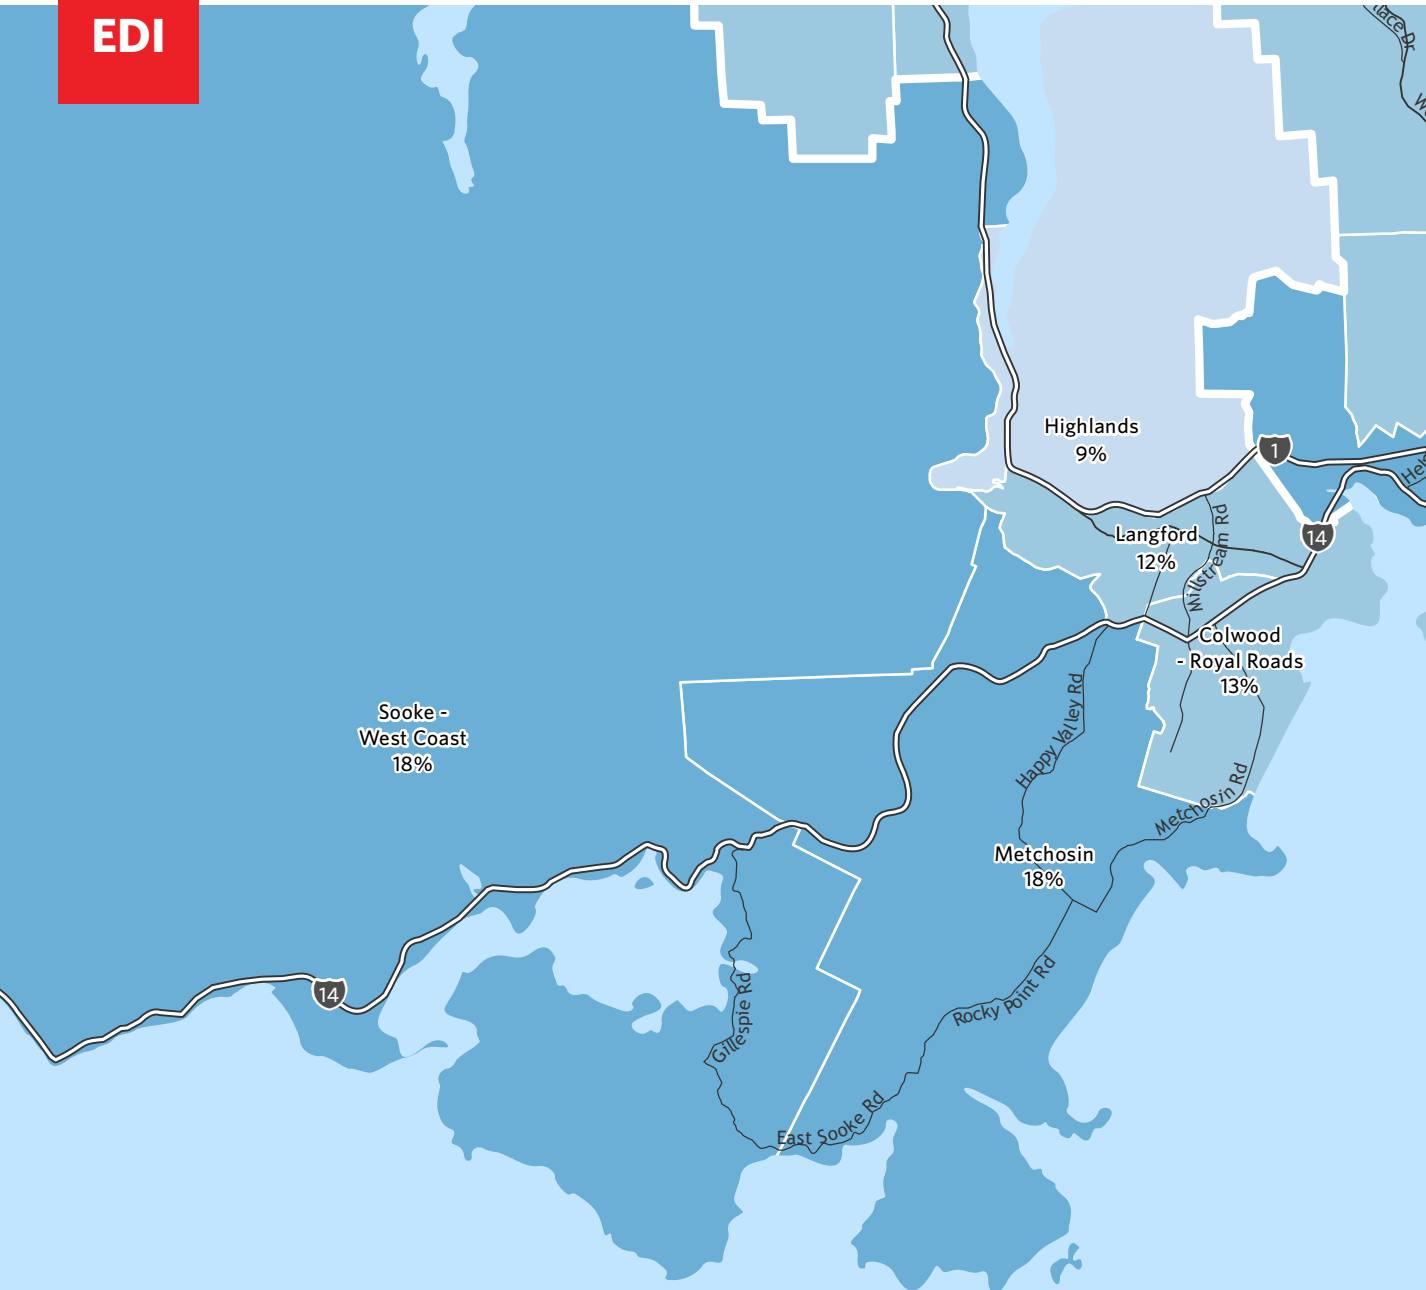 EDI
Highlands
9%
1
14
Langford
12%
Millstream Rd
Colwood
- Royal Roads
13%
Happy Valley Rd
Sooke -
West Coast
18%
Metchosin Rd
Metchosin
18%
14
Gillespie Rd
Rocky Point Rd
East Sooke Rd